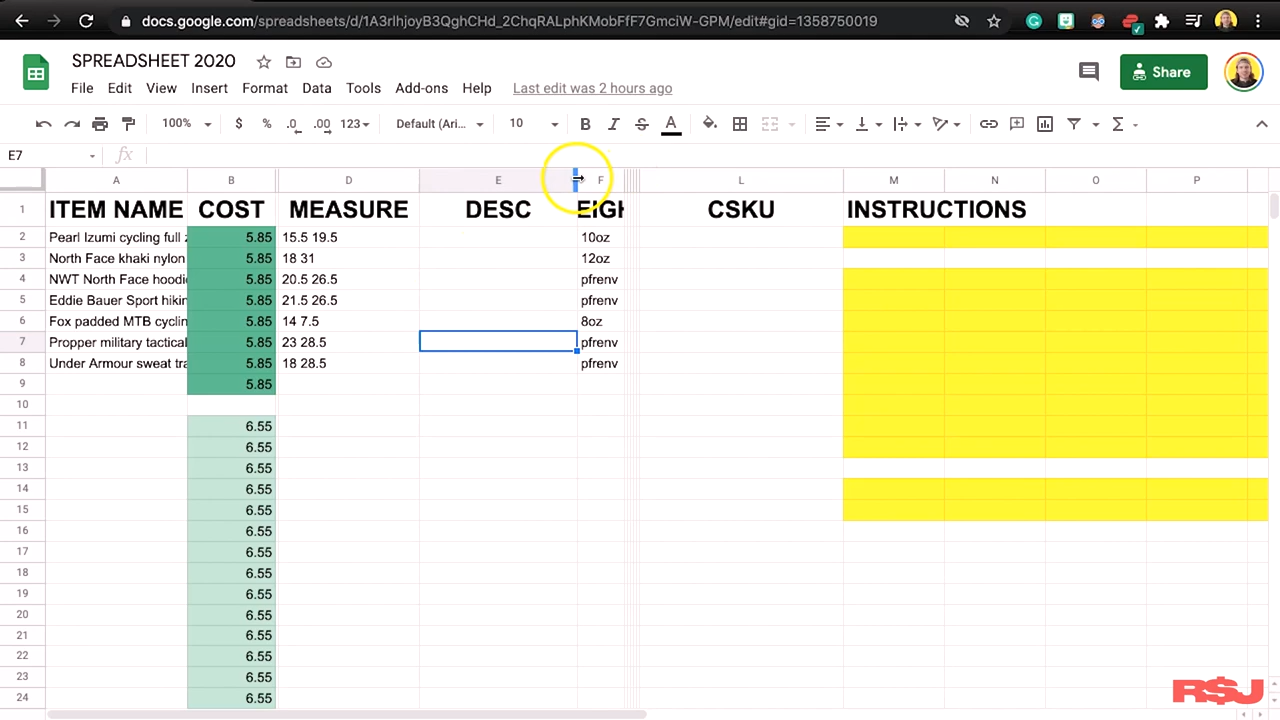 docs.google.com/spreadsheets/d/1A3rIhjoyB3QghCHd_2ChqRALphKMobFfF7GmciW-GPM/edit#gid=1358750019
SPREADSHEET 2020
File Edit View Insert Format Data Tools Add-ons Help Last edit was 2 hours ago
Share
100% $ % .0 .00 123 Default (Ari... 10 B I S A
E7 fx
A B D E F L M N O P
1 ITEM NAME COST MEASURE DESC EIGH CSKU INSTRUCTIONS
2 Pearl Izumi cycling full z 5.85 15.5 19.5 10oz
3 North Face khaki nylon 5.85 18 31 12oz
4 NWT North Face hoodi 5.85 20.5 26.5 pfrenv
5 Eddie Bauer Sport hikin 5.85 21.5 26.5 pfrenv
6 Fox padded MTB cyclin 5.85 14 7.5 8oz
7 Propper military tactical 5.85 23 28.5 pfrenv
8 Under Armour sweat tra 5.85 18 28.5 pfrenv
9 5.85
10
11 6.55
12 6.55
13 6.55
14 6.55
15 6.55
16 6.55
17 6.55
18 6.55
19 6.55
20 6.55
21 6.55
22 6.55
23 6.55
24 6.55
R$J